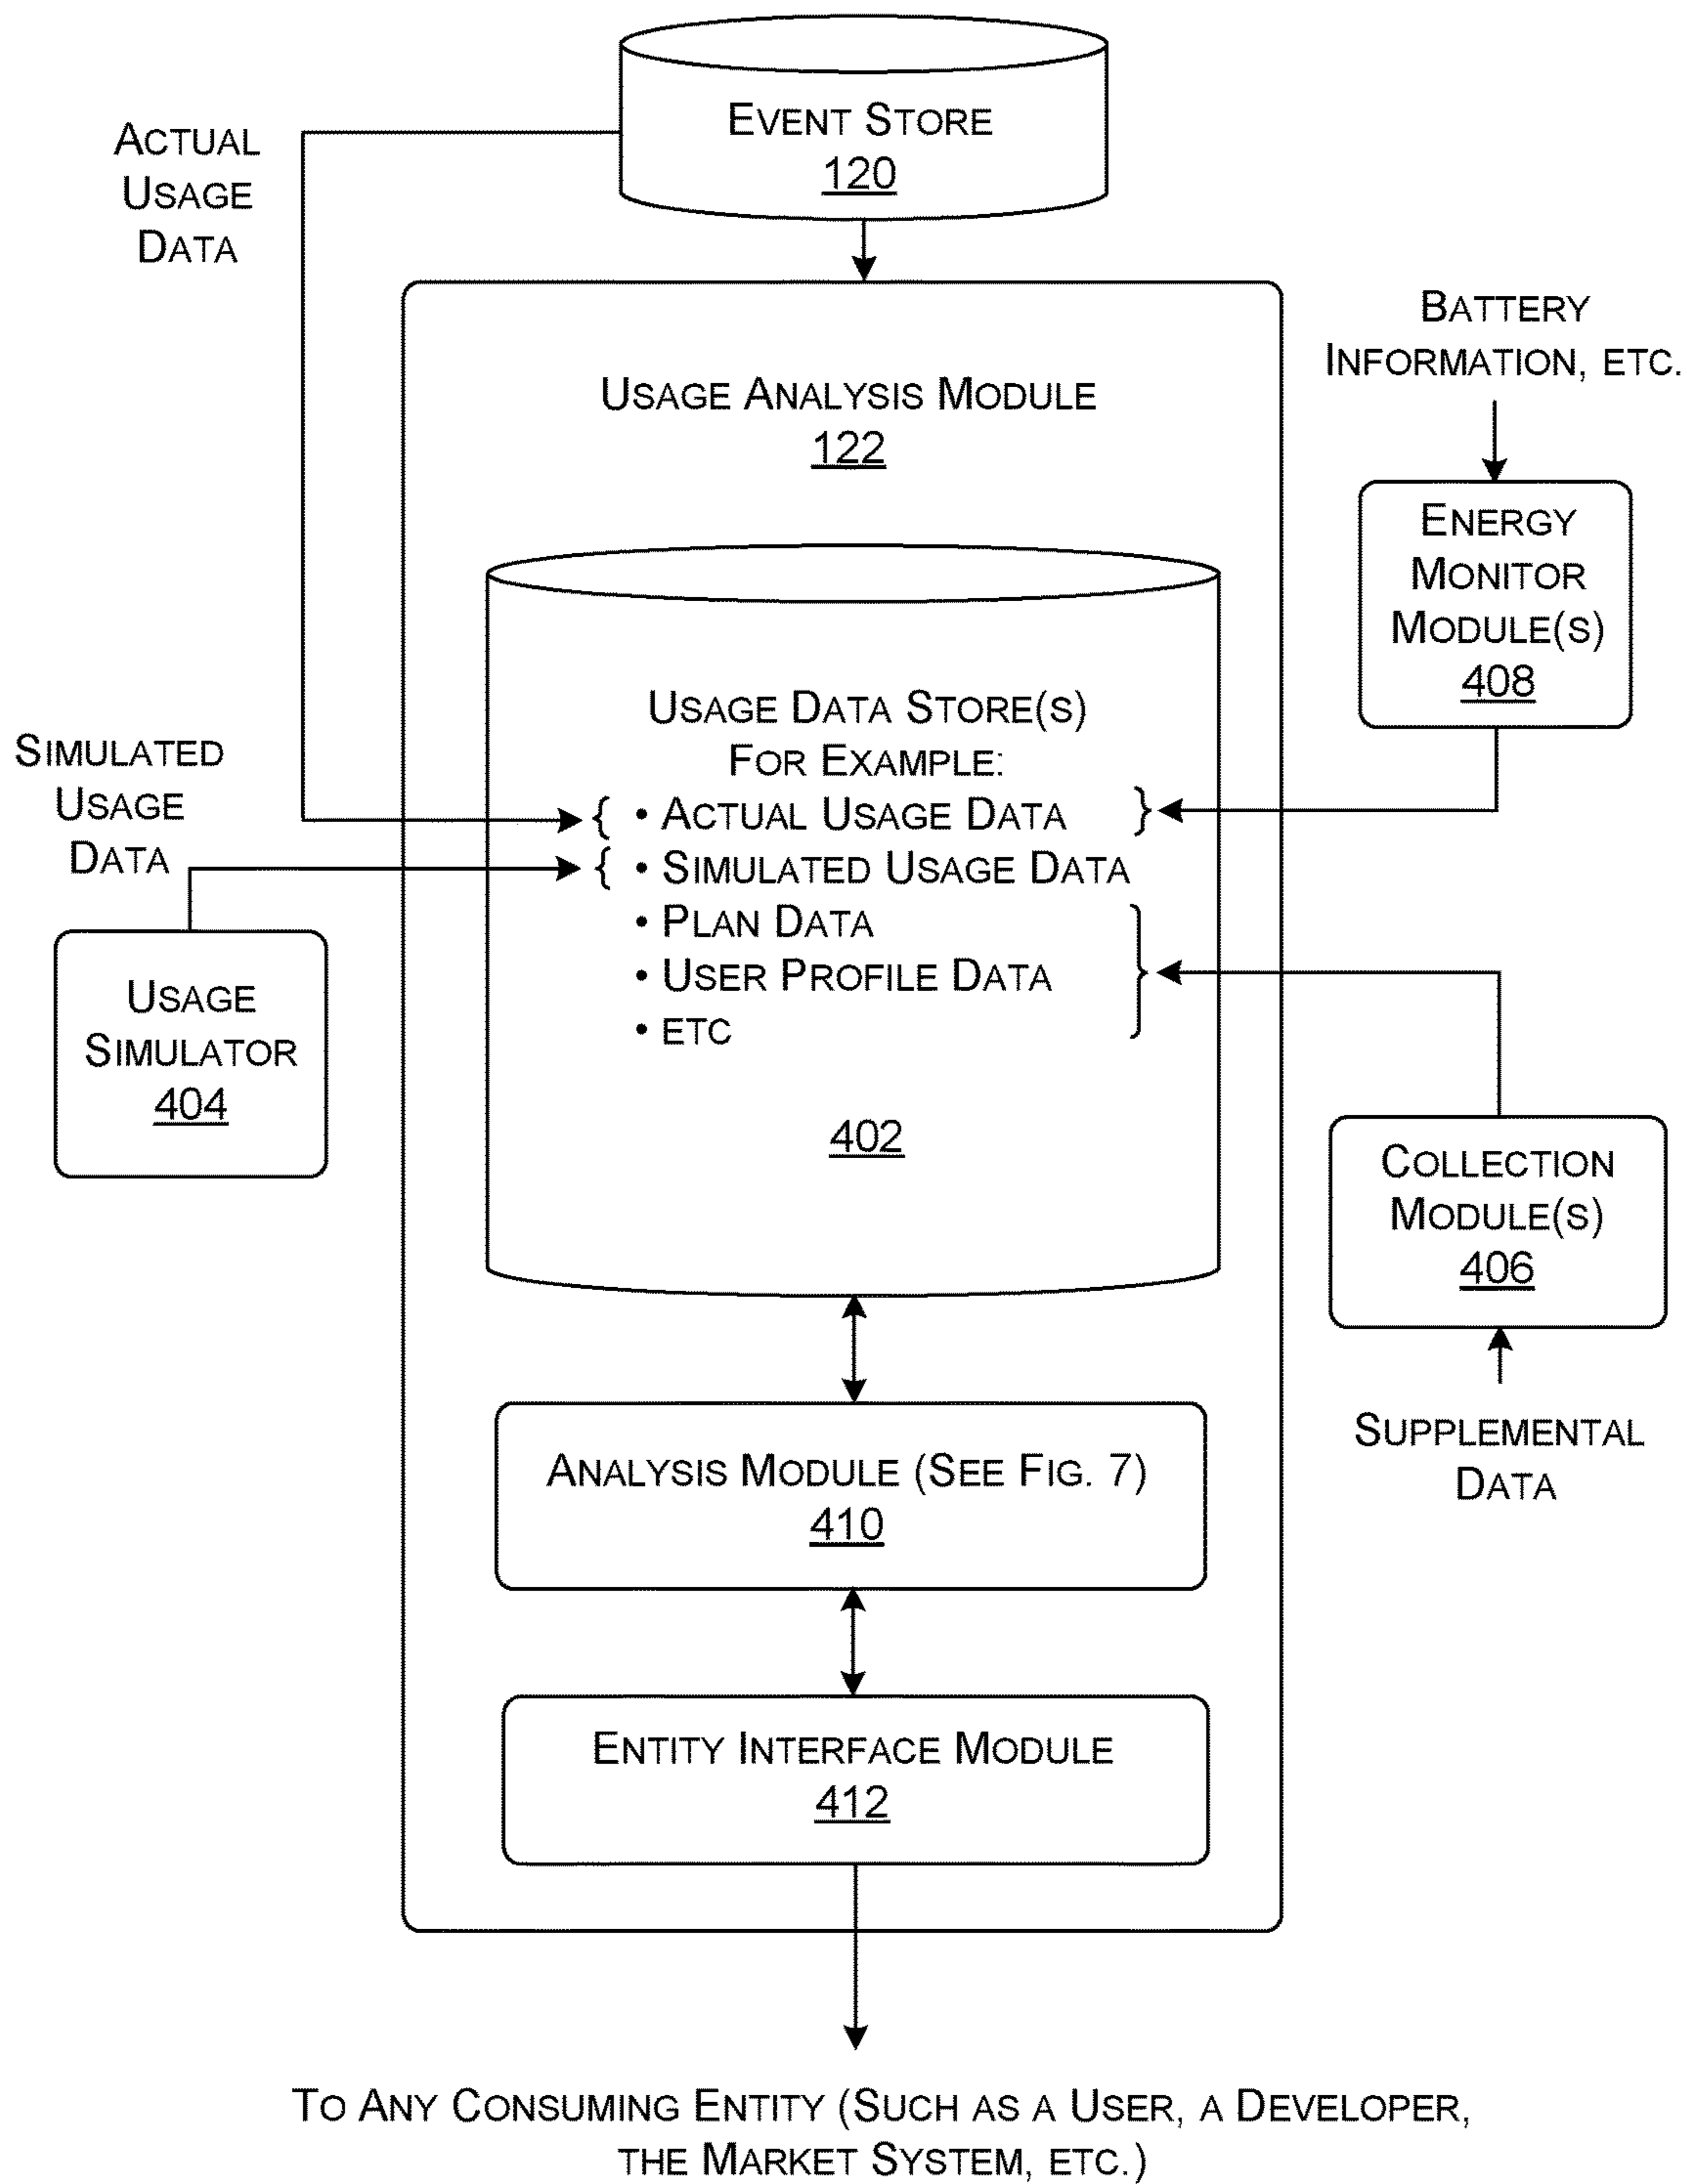 EVENT STORE
120
ACTUAL
USAGE
DATA
USAGE ANALYSIS MODULE
122
BATTERY
INFORMATION, ETC.
ENERGY
MONITOR
MODULE(S)
408
USAGE DATA STORE(S)
FOR EXAMPLE:
{ • ACTUAL USAGE DATA }
{ • SIMULATED USAGE DATA
• PLAN DATA
• USER PROFILE DATA
• ETC
402
SIMULATED
USAGE
DATA
USAGE
SIMULATOR
404
COLLECTION
MODULE(S)
406
SUPPLEMENTAL
DATA
ANALYSIS MODULE (SEE FIG. 7)
410
ENTITY INTERFACE MODULE
412
TO ANY CONSUMING ENTITY (SUCH AS A USER, A DEVELOPER,
THE MARKET SYSTEM, ETC.)